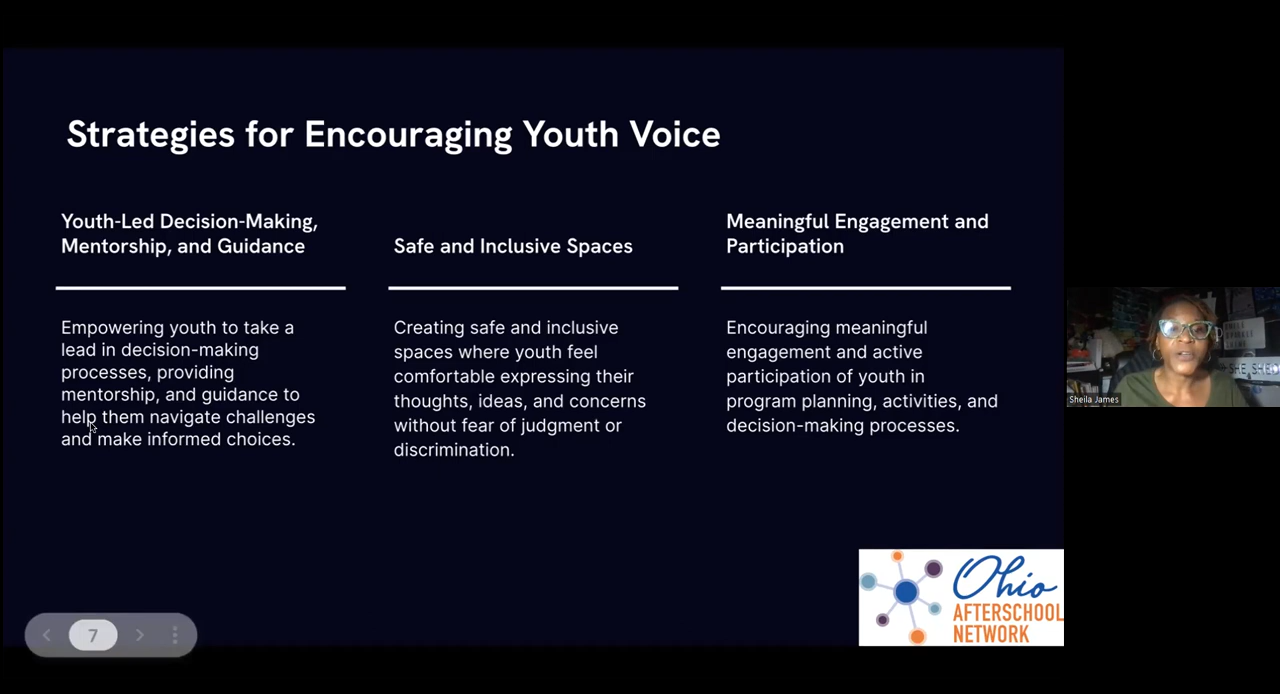 Strategies for Encouraging Youth Voice
Youth-Led Decision-Making,
Mentorship, and Guidance
Empowering youth to take a
lead in decision-making
processes, providing
mentorship, and guidance to
help them navigate challenges
and make informed choices.
Safe and Inclusive Spaces
Creating safe and inclusive
spaces where youth feel
comfortable expressing their
thoughts, ideas, and concerns
without fear of judgment or
discrimination.
Meaningful Engagement and
Participation
Encouraging meaningful
engagement and active
participation of youth in
program planning, activities, and
decision-making processes.
Ohio
AFTERSCHOOL
NETWORK
7
Sheila James